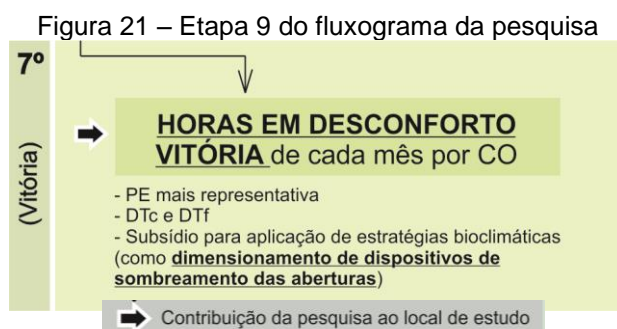 Figura 21 – Etapa 9 do fluxograma da pesquisa
7º
(Vitória)
HORAS EM DESCONFORTO
VITÓRIA de cada mês por CO
- PE mais representativa
- DTc e DTf
- Subsídio para aplicação de estratégias bioclimáticas
(como dimensionamento de dispositivos de
sombreamento das aberturas)
Contribuição da pesquisa ao local de estudo